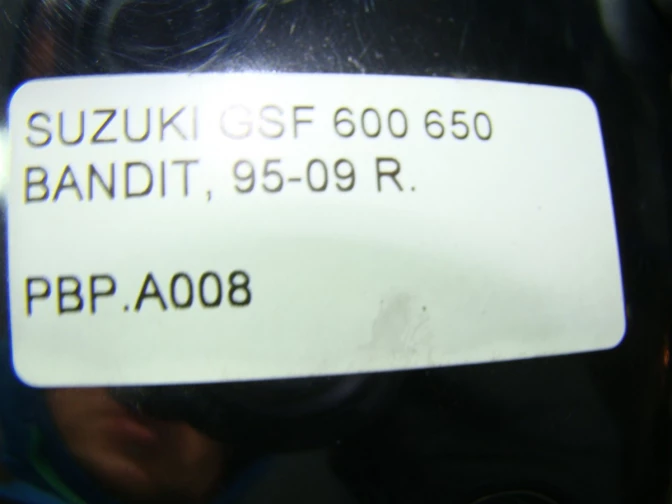 SUZUKI GSF 600 650
BANDIT, 95-09 R.
PBP.A008